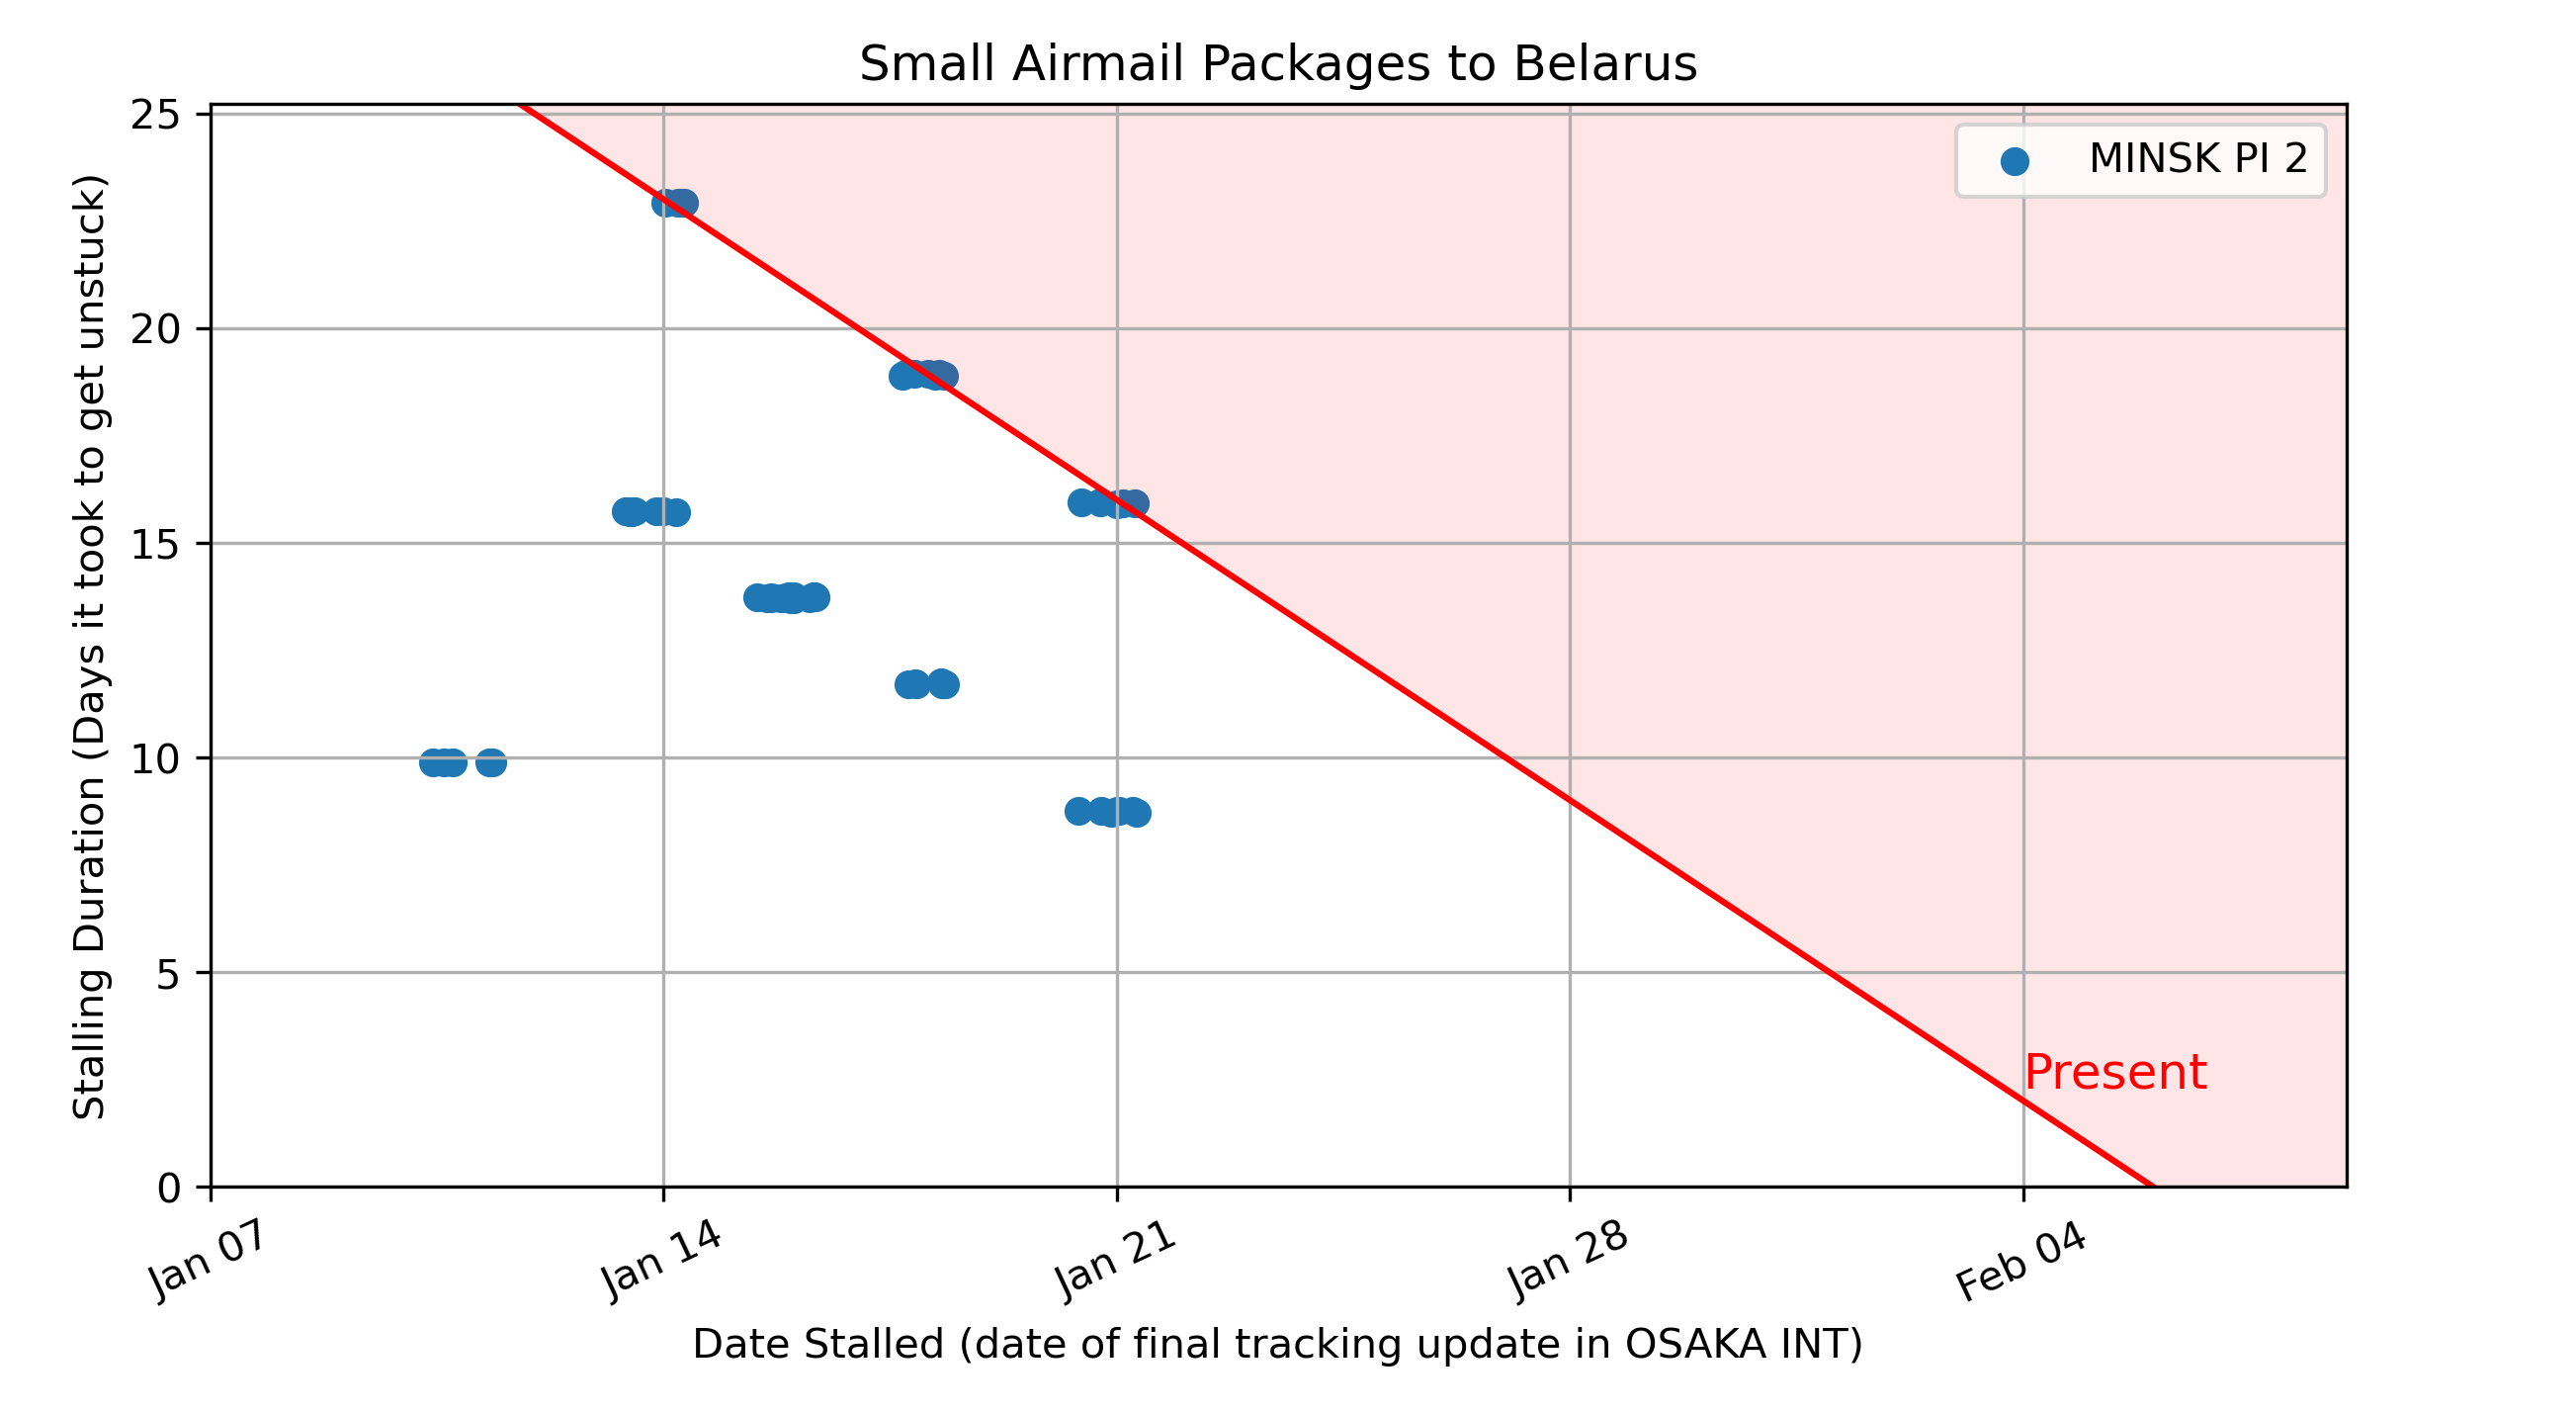 Small Airmail Packages to Belarus
MINSK PI 2
Stalling Duration (Days it took to get unstuck)
25
20
15
10
5
0
Present
Jan 07
Jan 14
Jan 21
Jan 28
Feb 04
Date Stalled (date of final tracking update in OSAKA INT)